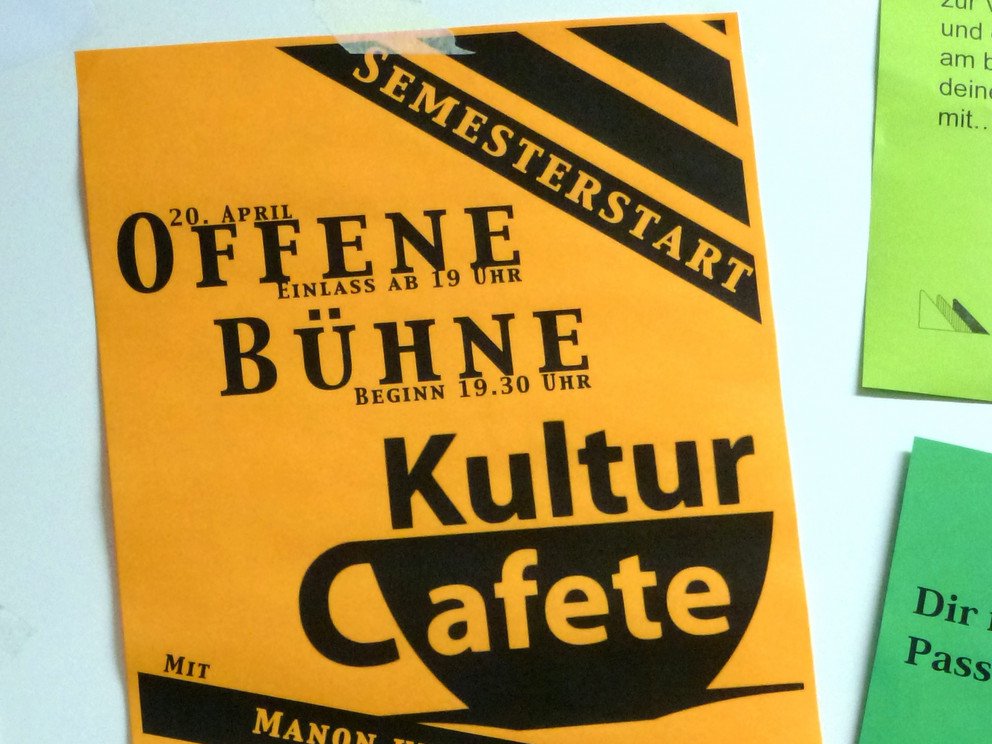 SEMESTERSTART
20. APRIL
OFFENE
EINLASS AB 19 UHR
BÜHNE
BEGINN 19.30 UHR
Kultur
Cafete
MIT
MANON
und
am
deine
mit..
Dir